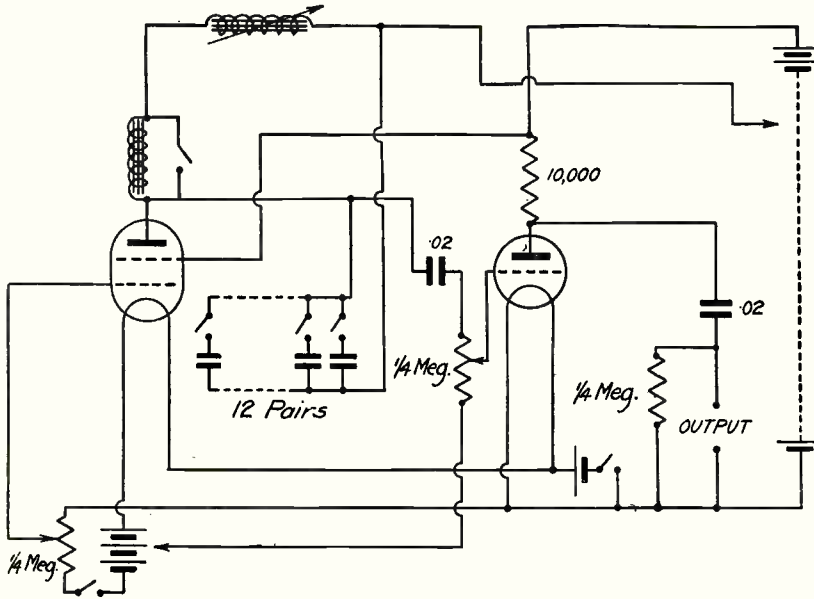 10,000
.02
.02
1/4 Meg.
1/4 Meg.
12 Pairs
OUTPUT
1/4 Meg.